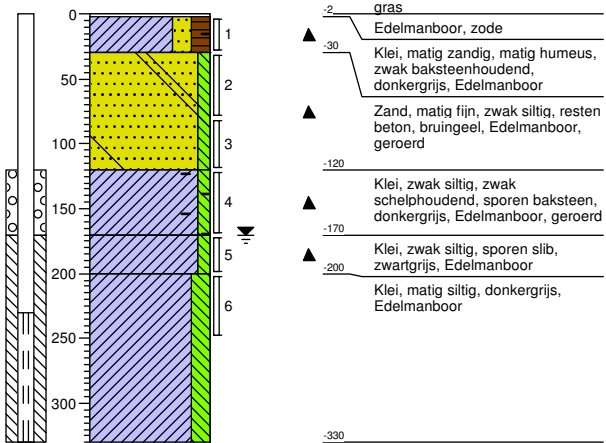 0
50
100
150
200
250
300
1
2
3
4
5
6
gras
-2
Edelmanboor, zode
-30
Klei, matig zandig, matig humeus,
zwak baksteenhoudend,
donkergrijs, Edelmanboor
Zand, matig fijn, zwak siltig, resten
beton, bruingeel, Edelmanboor,
geroerd
-120
Klei, zwak siltig, zwak
schelphoudend, sporen baksteen,
donkergrijs, Edelmanboor, geroerd
-170
Klei, zwak siltig, sporen slib,
zwartgrijs, Edelmanboor
-200
Klei, matig siltig, donkergrijs,
Edelmanboor
-330